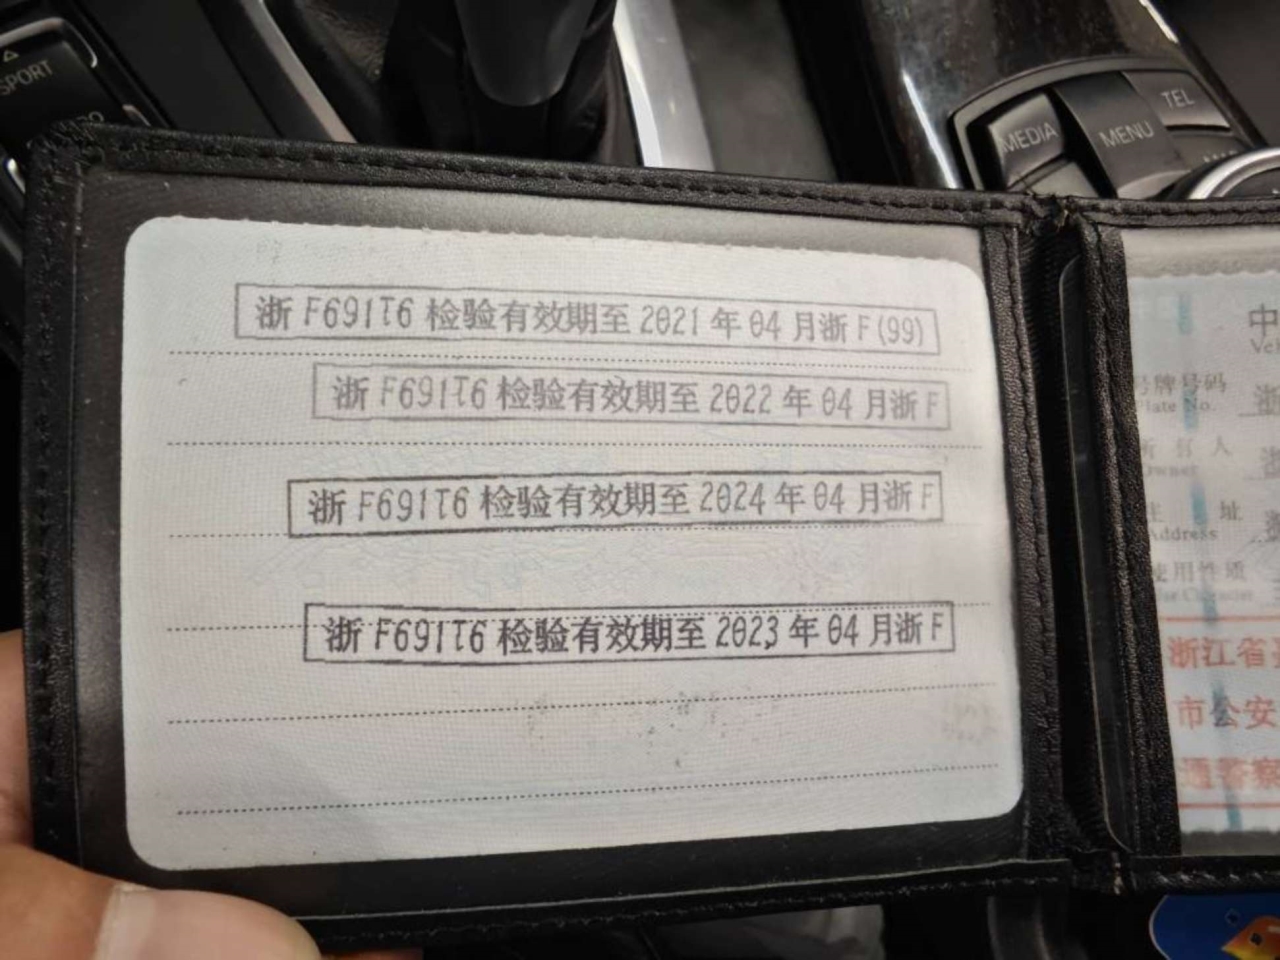 SPORT
MEDIA
MENU
TEL
浙 F691T6 检验有效期至 2021 年 04 月浙 F (99)
浙 F691T6 检验有效期至 2022 年 04 月浙 F
浙 F691T6 检验有效期至 2024 年 04 月浙 F
浙 F691T6 检验有效期至 2023 年 04 月浙 F
中
号牌号码
Plate No.
浙
所 有 人
Owner
住 址
Address
使用性质
Use Character
浙江省
市公安
通警察